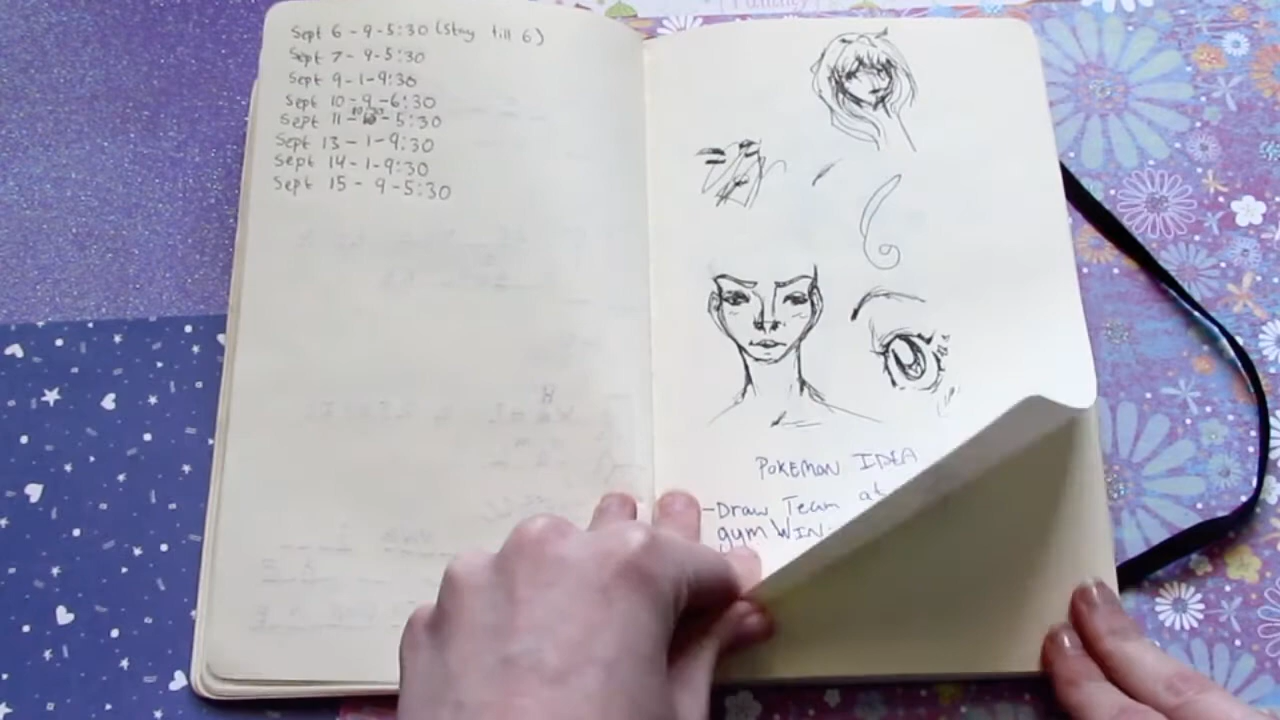 Sept 6 - 9-5:30 (Stay till 6)
Sept 7 - 9-5:30
Sept 9 - 1-9:30
Sept 10 - 9 -6:30
Sept 11 - - 5:30
Sept 13 - 1-9:30
Sept 14 - 1-9:30
Sept 15 - 9-5:30
POKEMON IDEA
-Draw Team at
gym WIN